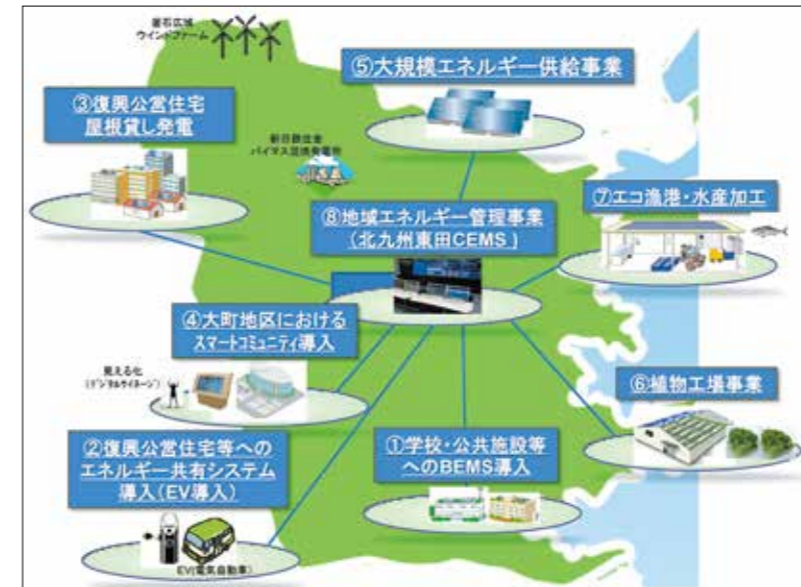 釜石広域
ウインドファーム
⑤大規模エネルギー供給事業
③復興公営住宅
屋根貸し発電
新日鉄住金
バイマス混焼発電所
⑦エコ漁港・水産加工
⑧地域エネルギー管理事業
(北九州東田CEMS)
④大町地区における
スマートコミュニティ導入
見える化
(デジタルサイネージ)
⑥植物工場事業
②復興公営住宅等への
エネルギー共有システム
導入(EV導入)
①学校・公共施設等
へのBEMS導入
EV(電気自動車)